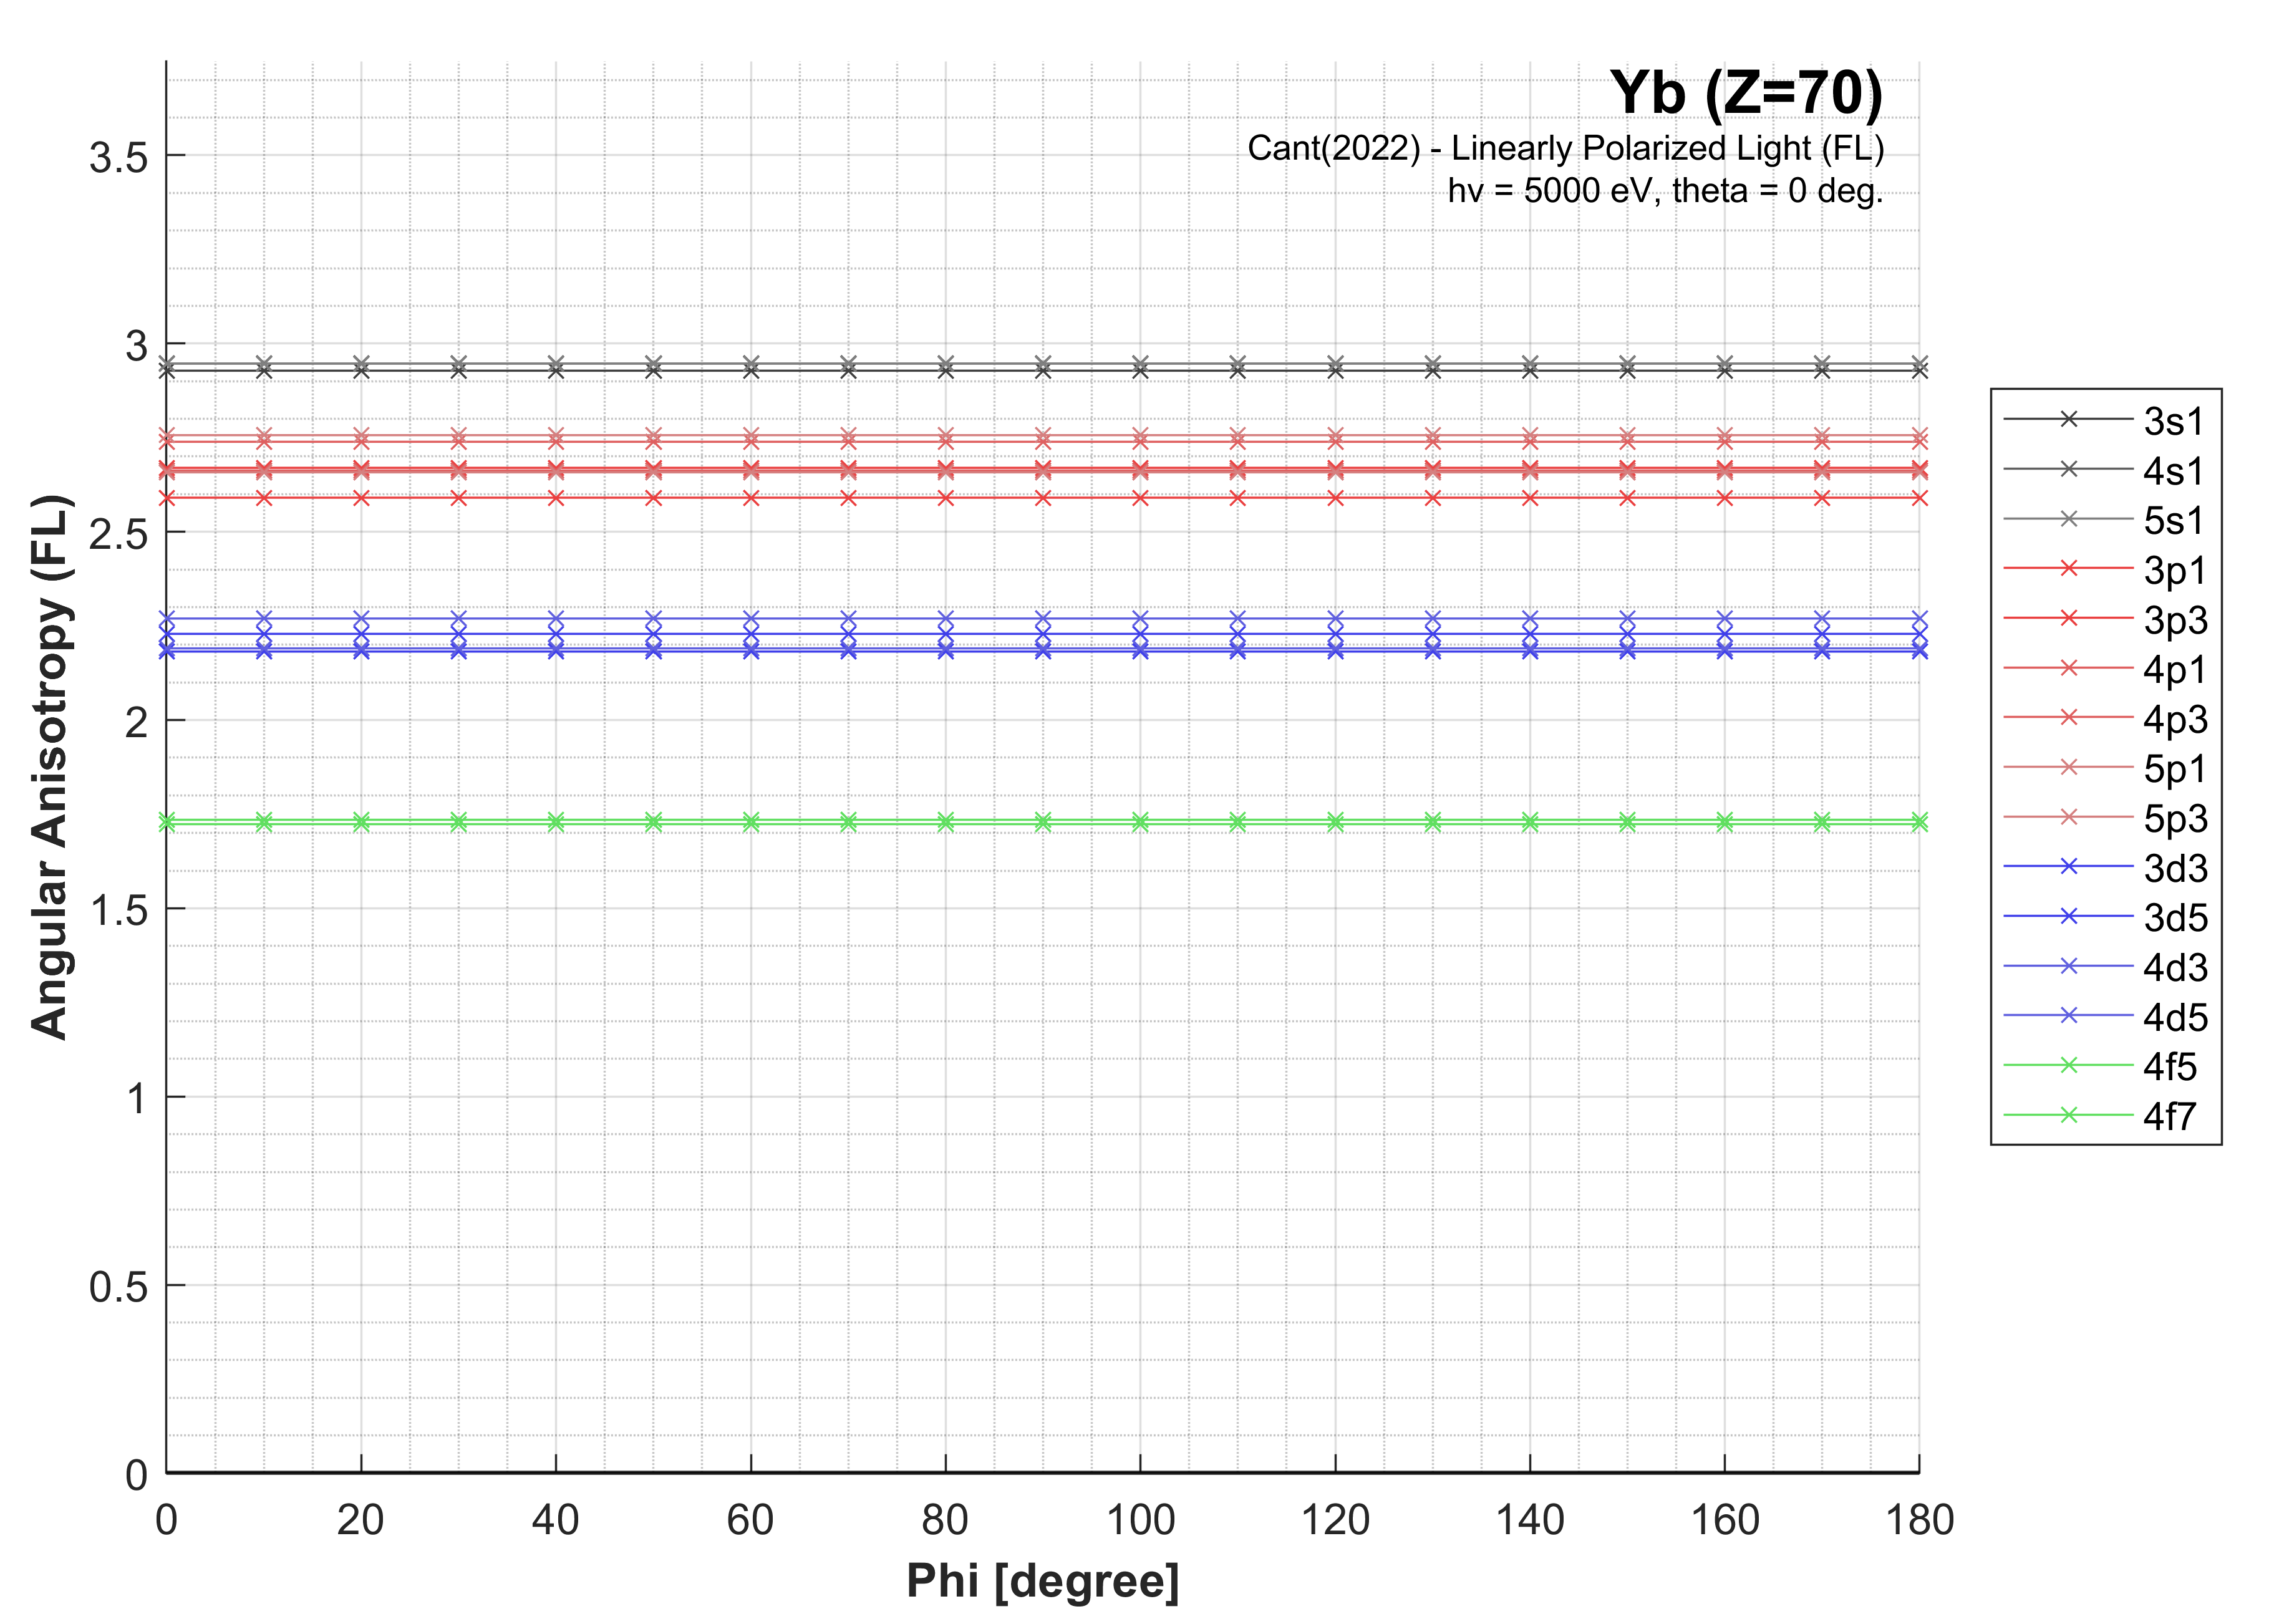 Yb (Z=70)
Cant(2022) - Linearly Polarized Light (FL)
hv = 5000 eV, theta = 0 deg.
Angular Anisotropy (FL)
3.5
3
2.5
2
1.5
1
0.5
0
0 20 40 60 80 100 120 140 160 180
Phi [degree]
3s1
4s1
5s1
3p1
3p3
4p1
4p3
5p1
5p3
3d3
3d5
4d3
4d5
4f5
4f7